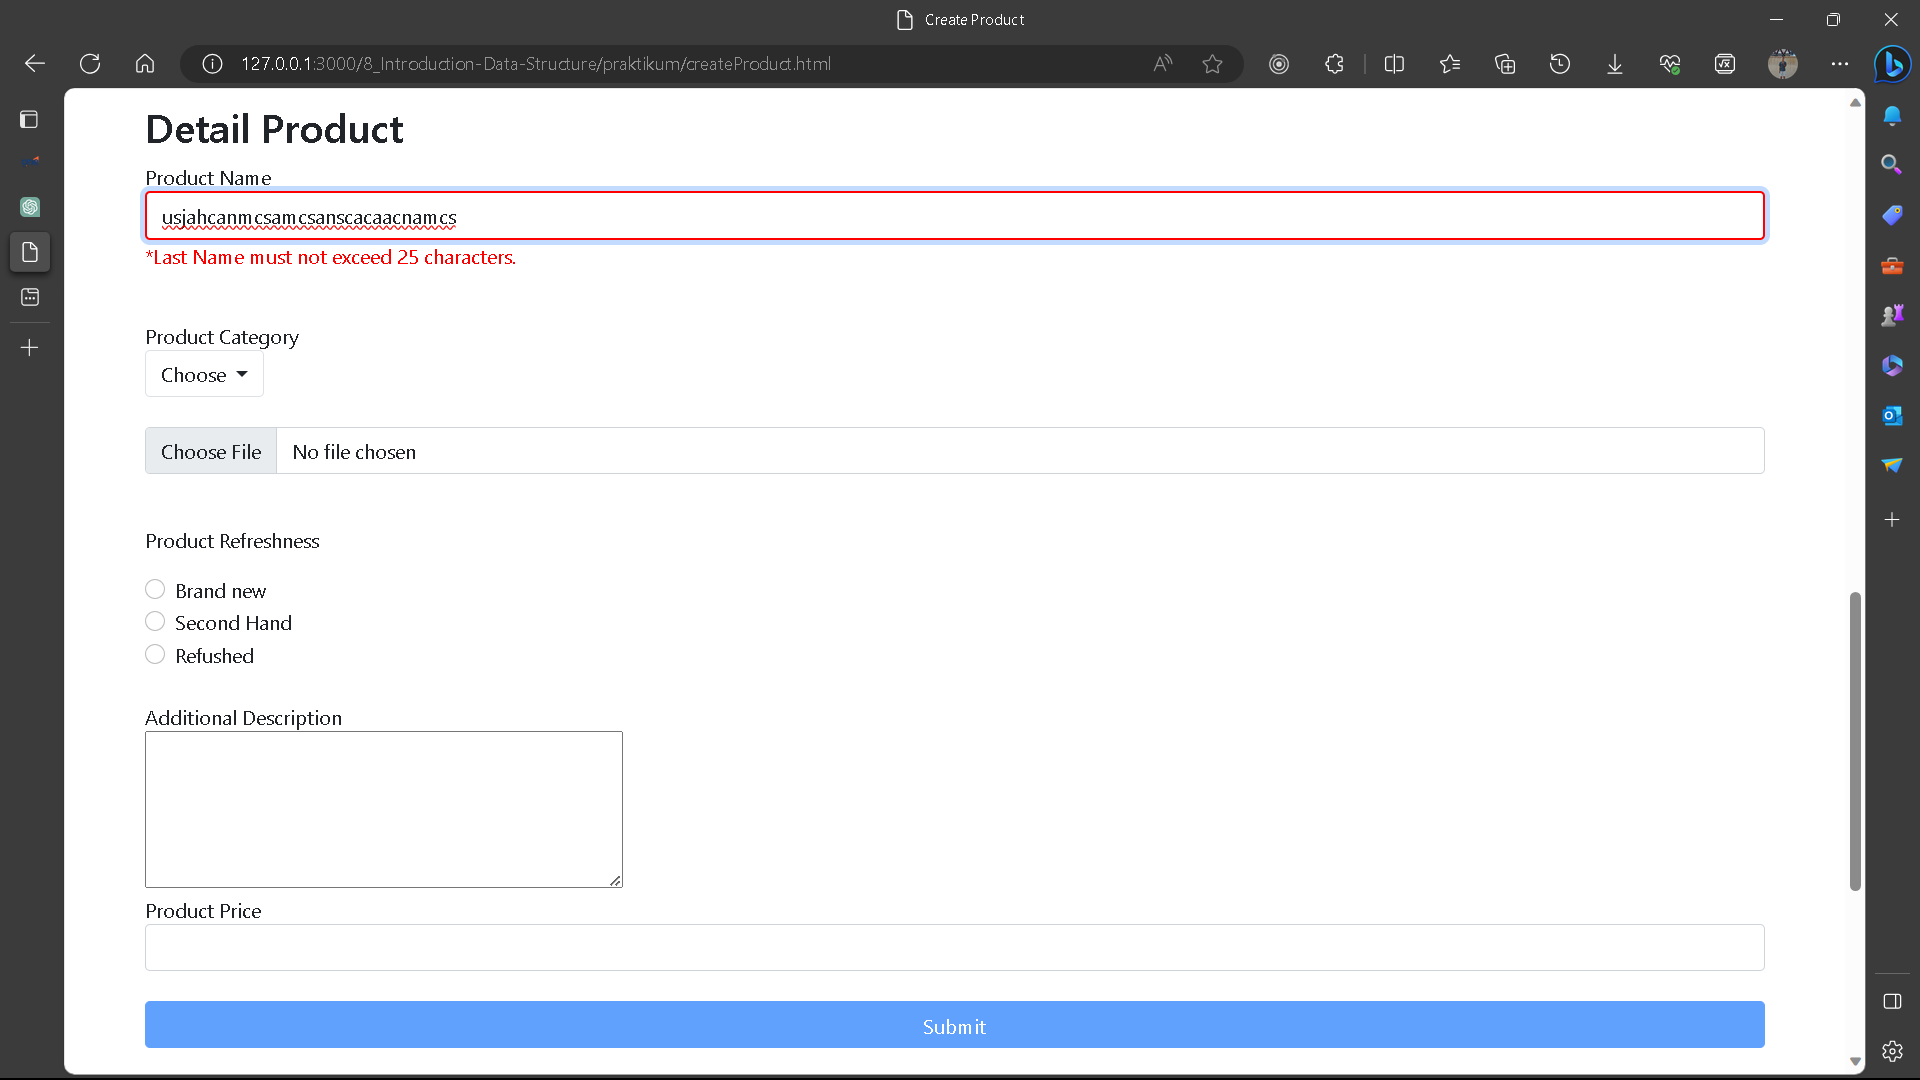 Create Product
127.0.0.1:3000/8_Introduction-Data-Structure/praktikum/createProduct.html
Detail Product
Product Name
usjahcanmcsamcsanscacaacnamcs
*Last Name must not exceed 25 characters.
Product Category
Choose
Choose File No file chosen
Product Refreshness
Brand new
Second Hand
Refushed
Additional Description
Product Price
Submit